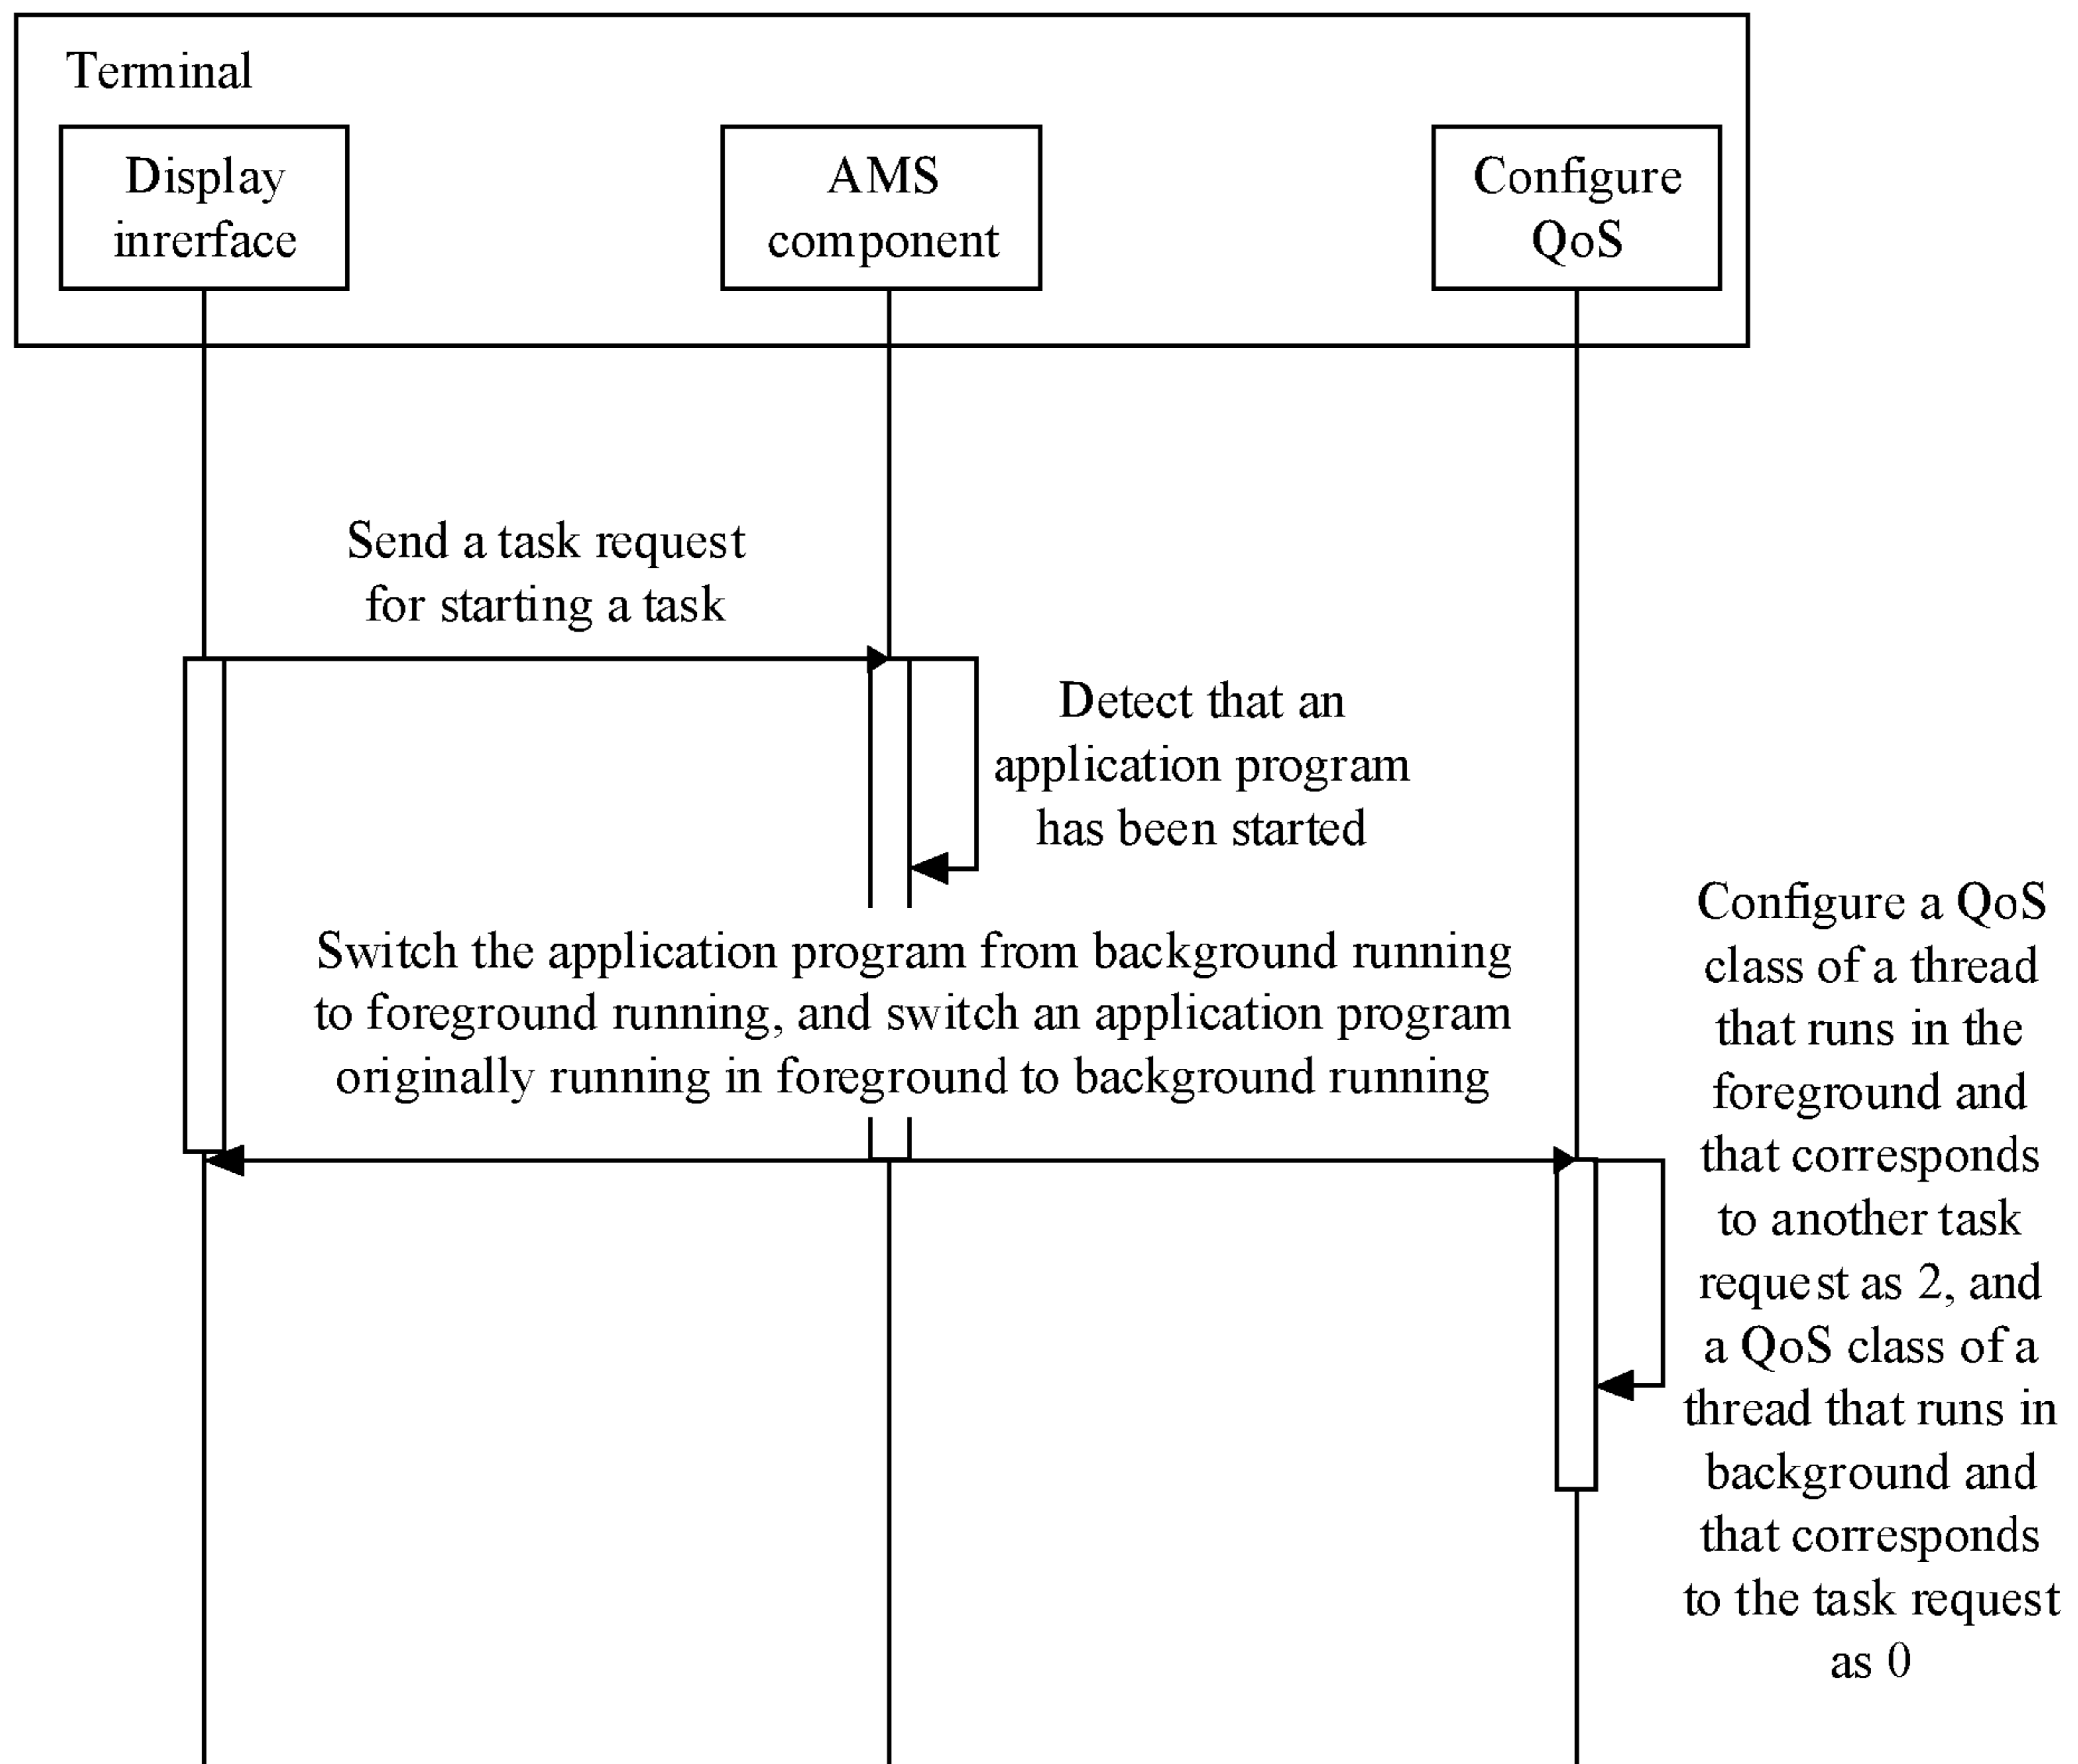 Terminal
Display
inrerface
AMS
component
Configure
QoS
Send a task request
for starting a task
Detect that an
application program
has been started
Switch the application program from background running
to foreground running, and switch an application program
originally running in foreground to background running
Configure a QoS
class of a thread
that runs in the
foreground and
that corresponds
to another task
request as 2, and
a QoS class of a
thread that runs in
background and
that corresponds
to the task request
as 0